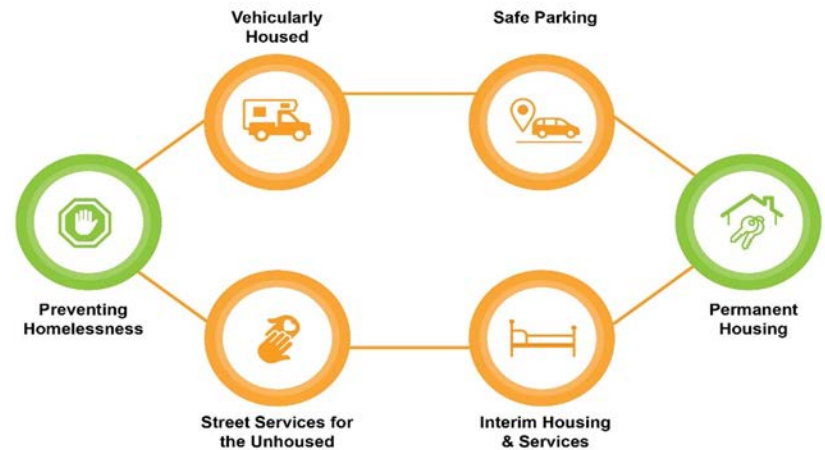 Vehicularly
Housed
Safe Parking
Preventing
Homelessness
Permanent
Housing
Street Services for
the Unhoused
Interim Housing
& Services